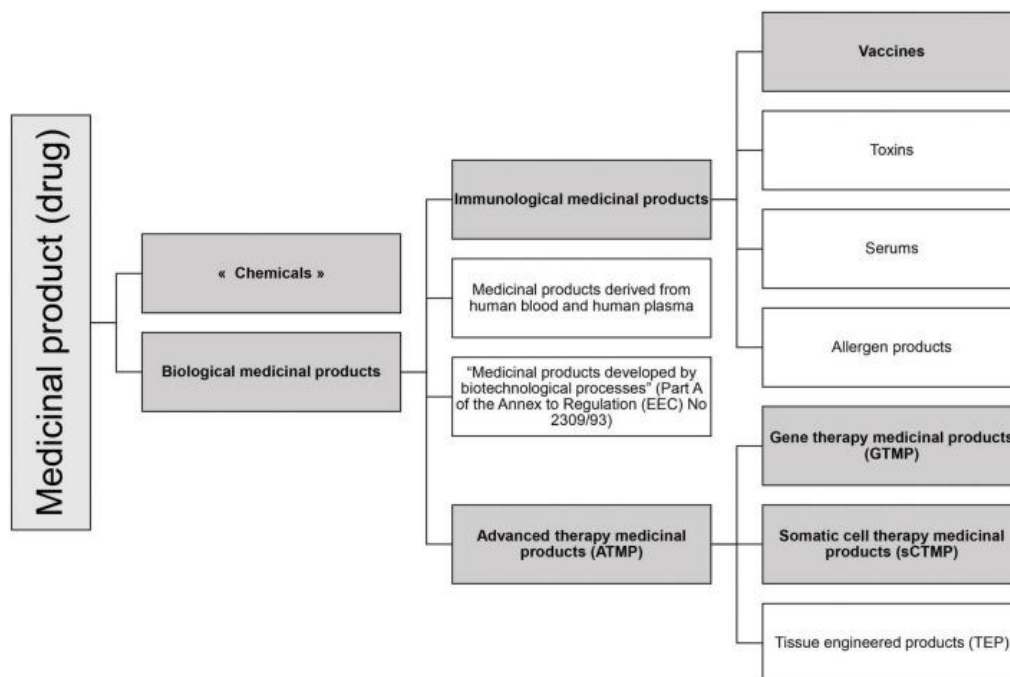 Medicinal product (drug)
« Chemicals »
Biological medicinal products
Immunological medicinal products
Medicinal products derived from
human blood and human plasma
“Medicinal products developed by
biotechnological processes” (Part A
of the Annex to Regulation (EEC) No
2309/93)
Advanced therapy medicinal
products (ATMP)
Vaccines
Toxins
Serums
Allergen products
Gene therapy medicinal products
(GTMP)
Somatic cell therapy medicinal
products (sCTMP)
Tissue engineered products (TEP)